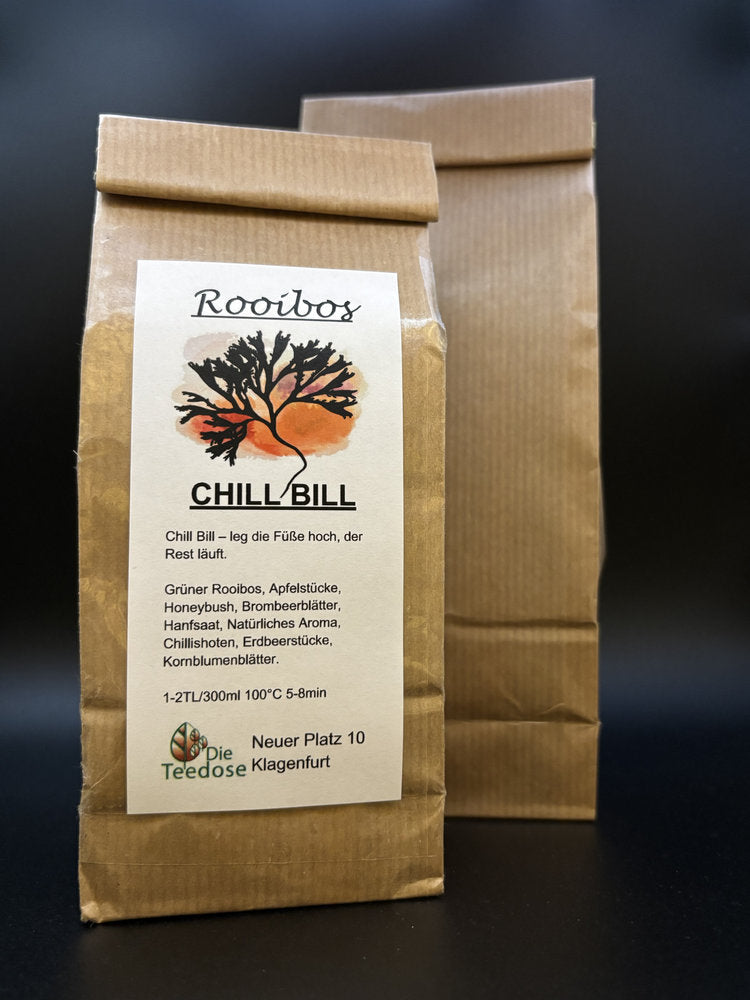 Rooibos
CHILL BILL
Chill Bill – leg die Füße hoch, der
Rest läuft.
Grüner Rooibos, Apfelstücke,
Honeybush, Brombeerblätter,
Hanfsaat, Natürliches Aroma,
Chillishoten, Erdbeerstücke,
Kornblumenblätter.
1-2TL/300ml 100°C 5-8min
Die
Teedose
Neuer Platz 10
Klagenfurt